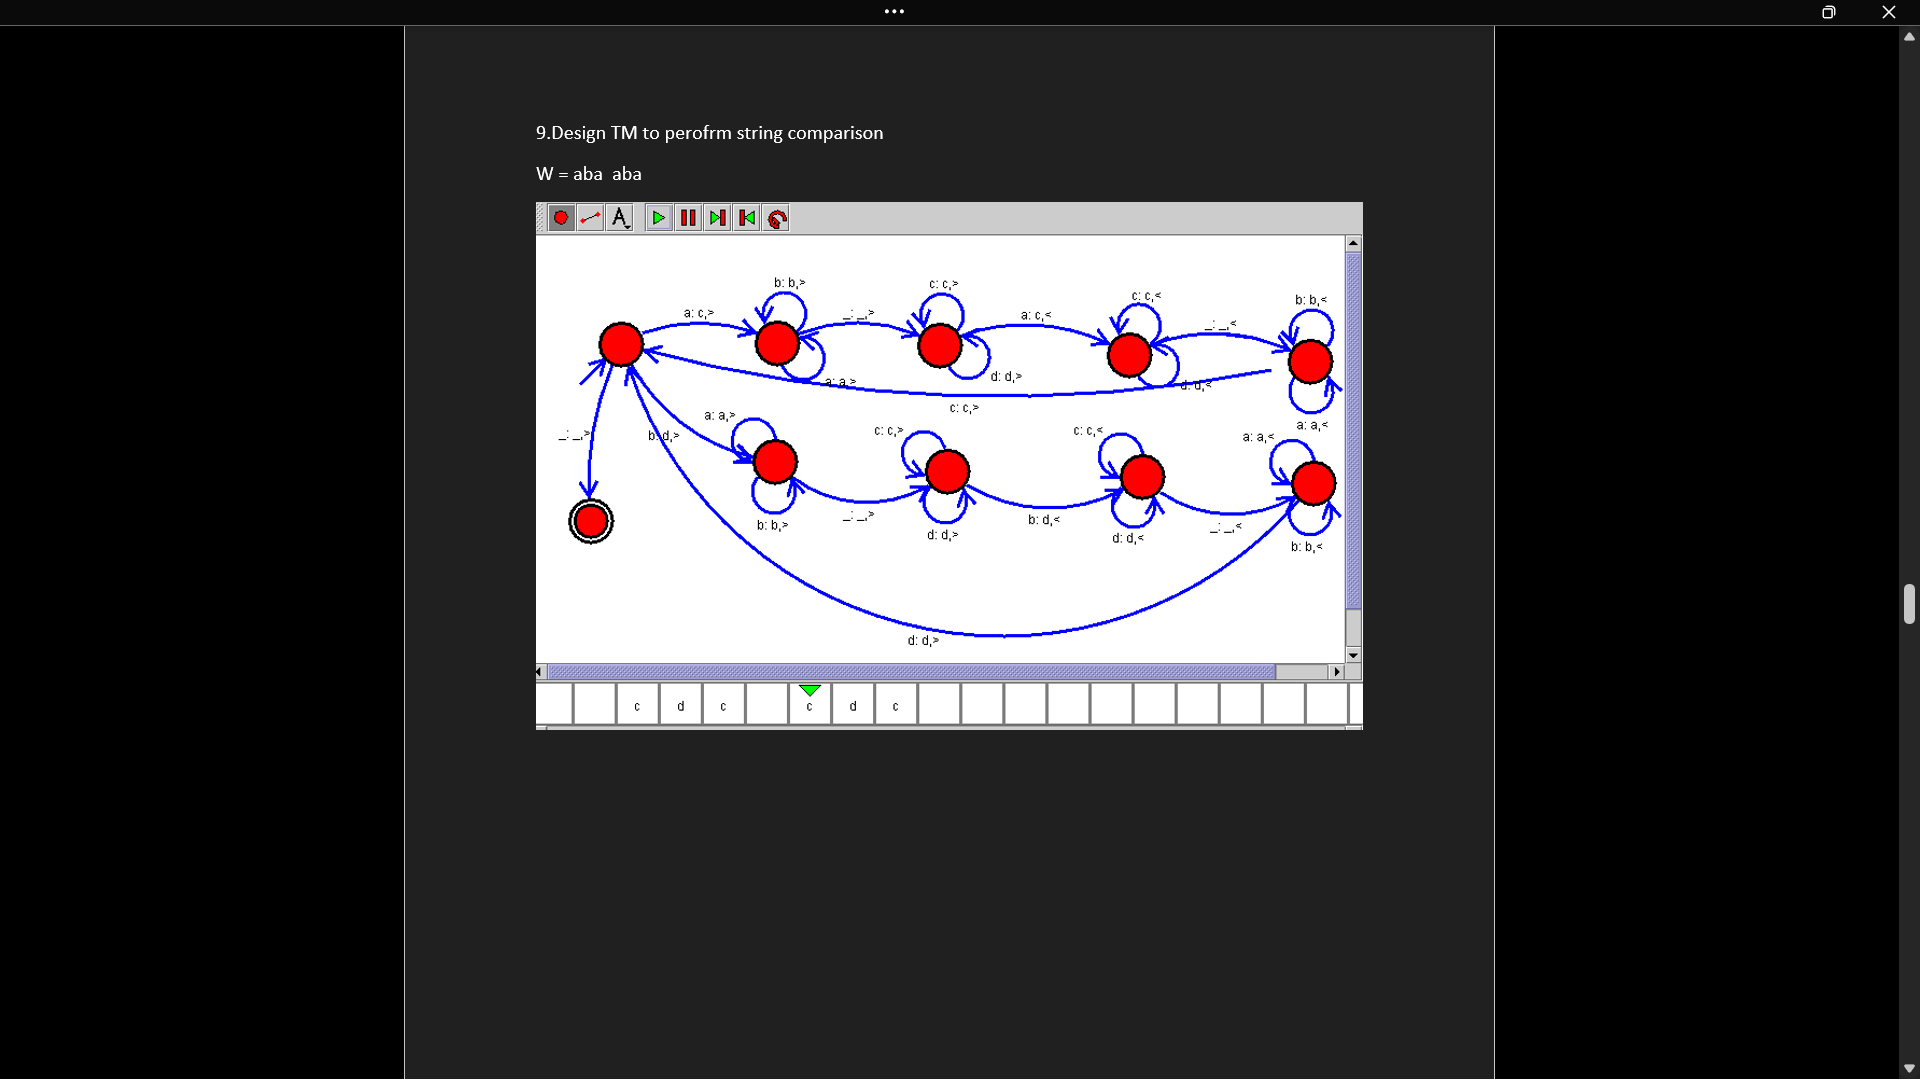 9.Design TM to perofrm string comparison
W = aba  aba
A
b: b,>
c: c,>
c: c,<
b: b,<
a: c,>
_: _,>
a: c,<
_: _,<
a: a,>
d: d,>
d: d,<
c: c,>
a: a,<
_: _,>
b: d,>
a: a,>
c: c,>
c: c,<
a: a,<
b: b,>
_: _,>
d: d,>
b: d,<
d: d,<
_: _,<
b: b,<
d: d,>
c d c c d c